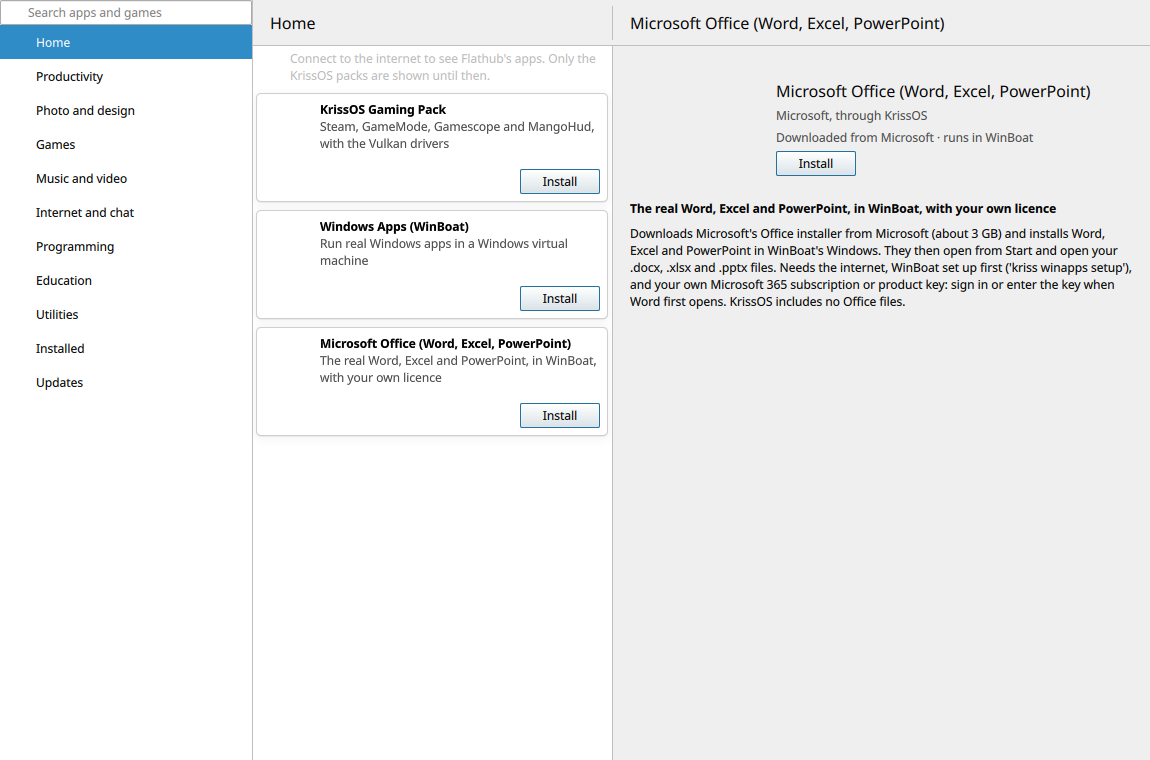 Search apps and games
Home
Productivity
Photo and design
Games
Music and video
Internet and chat
Programming
Education
Utilities
Installed
Updates
Home
Connect to the internet to see Flathub's apps. Only the
KrissOS packs are shown until then.
KrissOS Gaming Pack
Steam, GameMode, Gamescope and MangoHud,
with the Vulkan drivers
Install
Windows Apps (WinBoat)
Run real Windows apps in a Windows virtual
machine
Install
Microsoft Office (Word, Excel, PowerPoint)
The real Word, Excel and PowerPoint, in WinBoat,
with your own licence
Install
Microsoft Office (Word, Excel, PowerPoint)
Microsoft Office (Word, Excel, PowerPoint)
Microsoft, through KrissOS
Downloaded from Microsoft · runs in WinBoat
Install
The real Word, Excel and PowerPoint, in WinBoat, with your own licence
Downloads Microsoft's Office installer from Microsoft (about 3 GB) and installs Word,
Excel and PowerPoint in WinBoat's Windows. They then open from Start and open your
.docx, .xlsx and .pptx files. Needs the internet, WinBoat set up first ('kriss winapps setup'),
and your own Microsoft 365 subscription or product key: sign in or enter the key when
Word first opens. KrissOS includes no Office files.